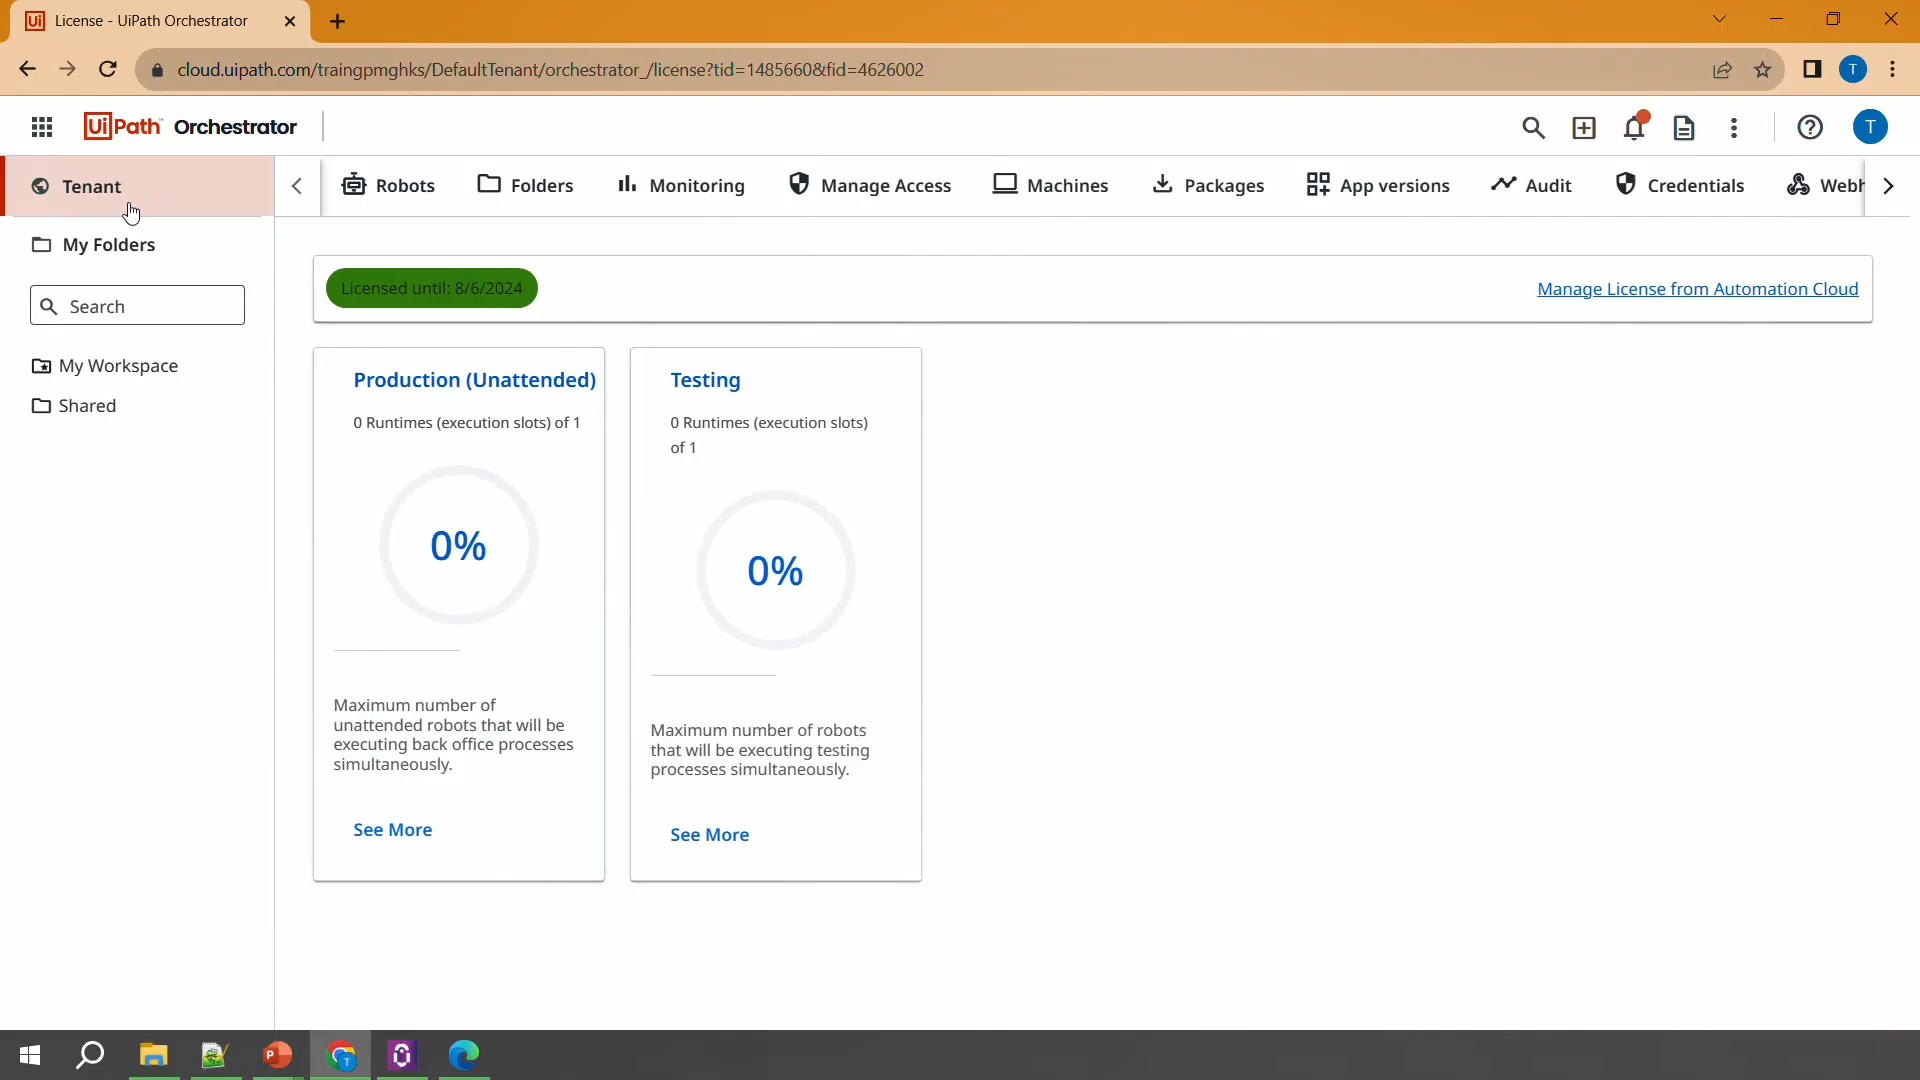 License - UiPath Orchestrator
cloud.uipath.com/traingpmghks/DefaultTenant/orchestrator_/license?tid=1485660&fid=4626002
T
UiPath Orchestrator
T
Tenant
Robots
Folders
Monitoring
Manage Access
Machines
Packages
App versions
Audit
Credentials
Webh
My Folders
Search
My Workspace
Shared
Licensed until: 8/6/2024
Manage License from Automation Cloud
Production (Unattended)
0 Runtimes (execution slots) of 1
0%
Maximum number of
unattended robots that will be
executing back office processes
simultaneously.
See More
Testing
0 Runtimes (execution slots)
of 1
0%
Maximum number of robots
that will be executing testing
processes simultaneously.
See More